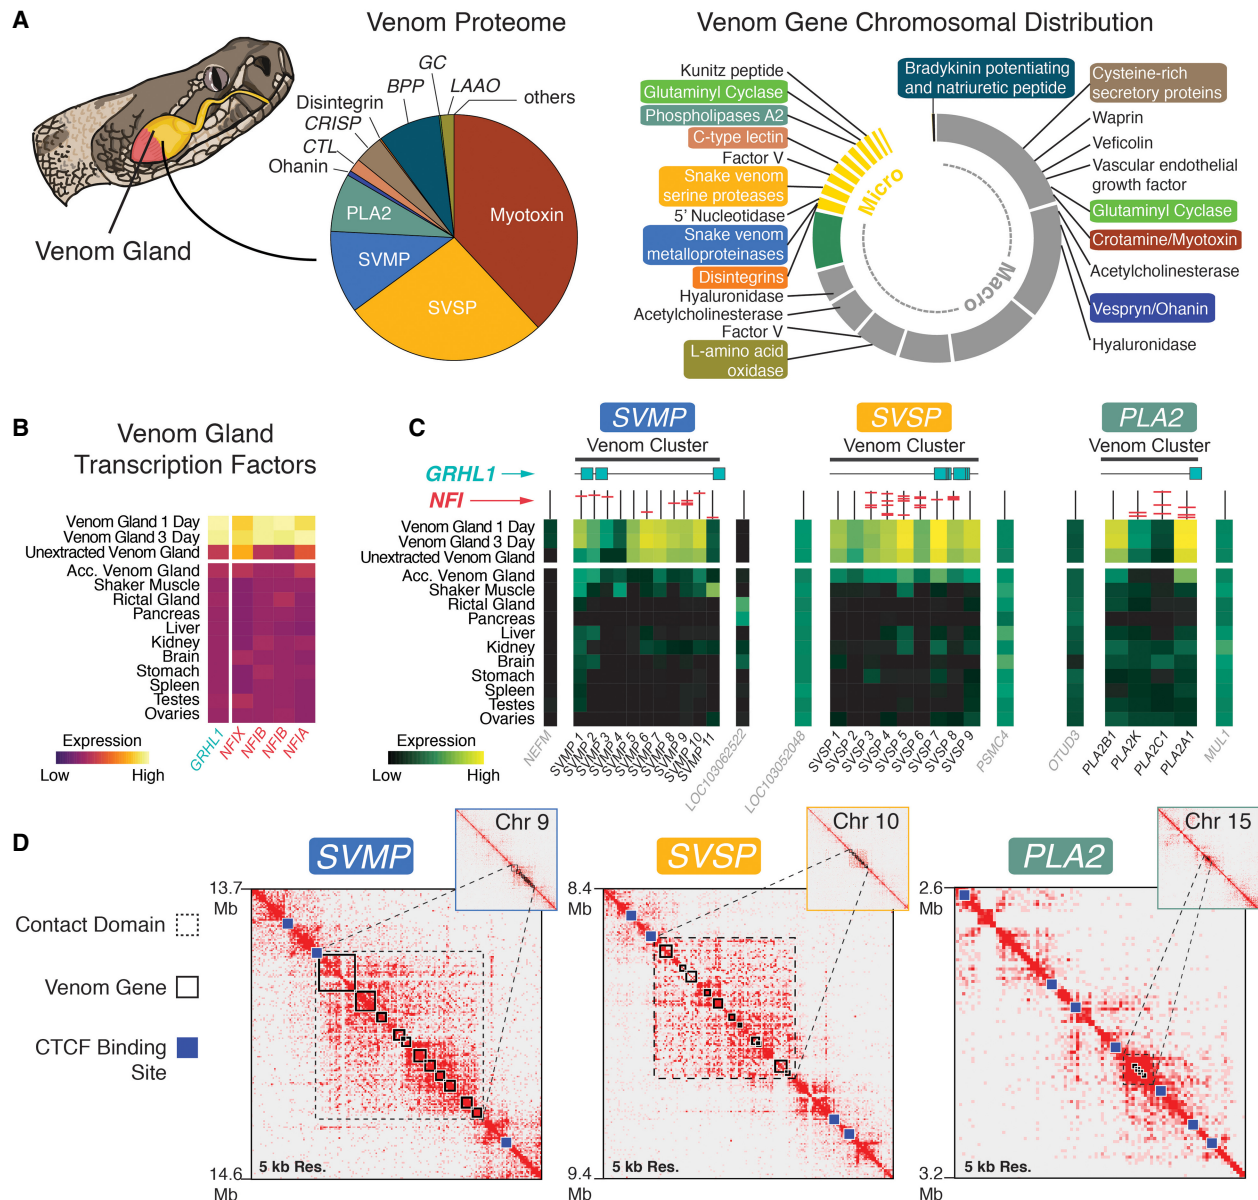 A
Venom Proteome
Venom Gene Chromosomal Distribution
Venom Gland
GC
BPP
LAAO
others
Disintegrin
CRISP
CTL
Ohanin
PLA2
SVMP
SVSP
Myotoxin
Kunitz peptide
Glutaminyl Cyclase
Phospholipases A2
C-type lectin
Factor V
Snake venom
serine proteases
5' Nucleotidase
Snake venom
metalloproteinases
Disintegrins
Hyaluronidase
Acetylcholinesterase
Factor V
L-amino acid
oxidase
Micro
Macro
Bradykinin potentiating
and natriuretic peptide
Cysteine-rich
secretory proteins
Waprin
Veficolin
Vascular endothelial
growth factor
Glutaminyl Cyclase
Crotamine/Myotoxin
Acetylcholinesterase
Vespryn/Ohanin
Hyaluronidase
B
Venom Gland
Transcription Factors
Venom Gland 1 Day
Venom Gland 3 Day
Unextracted Venom Gland
Acc. Venom Gland
Shaker Muscle
Rictal Gland
Pancreas
Liver
Kidney
Brain
Stomach
Spleen
Testes
Ovaries
Expression
Low High
GRHL1
NFIX
NFIB
NFIB
NFIA
C
SVMP
Venom Cluster
SVSP
Venom Cluster
PLA2
Venom Cluster
GRHL1
NFI
Venom Gland 1 Day
Venom Gland 3 Day
Unextracted Venom Gland
Acc. Venom Gland
Shaker Muscle
Rictal Gland
Pancreas
Liver
Kidney
Brain
Stomach
Spleen
Testes
Ovaries
Expression
Low High
NEFM
SVMP 1
SVMP 2
SVMP 3
SVMP 4
SVMP 5
SVMP 6
SVMP 7
SVMP 8
SVMP 9
SVMP 10
SVMP 11
LOC103062522
LOC103052048
SVSP 1
SVSP 2
SVSP 3
SVSP 4
SVSP 5
SVSP 6
SVSP 7
SVSP 8
SVSP 9
PSMC4
OTUD3
PLA2B1
PLA2K
PLA2C1
PLA2A1
MUL1
D
Contact Domain
Venom Gene
CTCF Binding
Site
SVMP
Chr 9
13.7
Mb
14.6
Mb
5 kb Res.
SVSP
Chr 10
8.4
Mb
9.4
Mb
5 kb Res.
PLA2
Chr 15
2.6
Mb
3.2
Mb
5 kb Res.